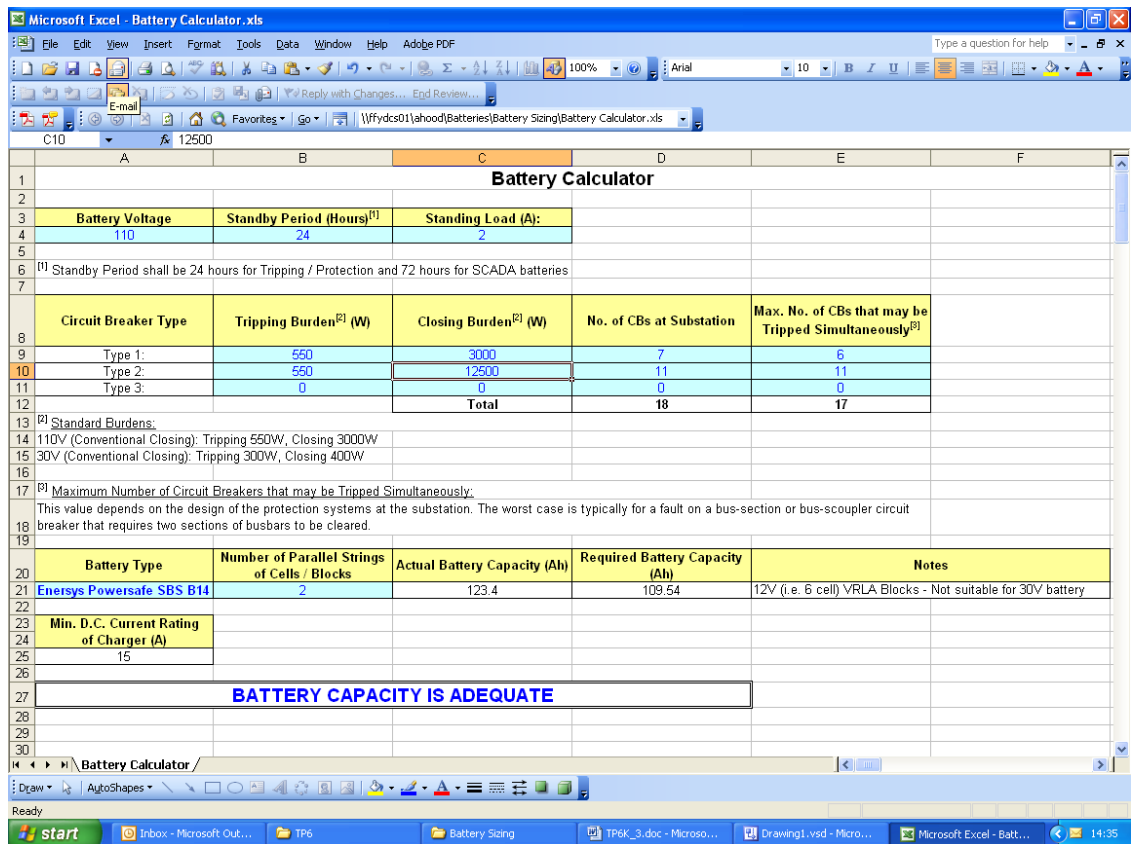 Microsoft Excel - Battery Calculator.xls
File Edit View Insert Format Tools Data Window Help Adobe PDF Type a question for help
100% Arial 10 B I U
Reply with Changes... End Review...
E-mail
Favorites Go \\ffydcs01\ahood\Batteries\Battery Sizing\Battery Calculator.xls
C10 fx 12500
A B C D E F
1 Battery Calculator
2
3 Battery Voltage Standby Period (Hours)[1] Standing Load (A):
4 110 24 2
5
6 [1] Standby Period shall be 24 hours for Tripping / Protection and 72 hours for SCADA batteries
7
8 Circuit Breaker Type Tripping Burden[2] (W) Closing Burden[2] (W) No. of CBs at Substation Max. No. of CBs that may be Tripped Simultaneously[3]
9 Type 1: 550 3000 7 6
10 Type 2: 550 12500 11 11
11 Type 3: 0 0 0 0
12 Total 18 17
13 [2] Standard Burdens:
14 110V (Conventional Closing): Tripping 550W, Closing 3000W
15 30V (Conventional Closing): Tripping 300W, Closing 400W
16
17 [3] Maximum Number of Circuit Breakers that may be Tripped Simultaneously:
This value depends on the design of the protection systems at the substation. The worst case is typically for a fault on a bus-section or bus-scoupler circuit
18 breaker that requires two sections of busbars to be cleared.
19
20 Battery Type Number of Parallel Strings of Cells / Blocks Actual Battery Capacity (Ah) Required Battery Capacity (Ah) Notes
21 Enersys Powersafe SBS B14 2 123.4 109.54 12V (i.e. 6 cell) VRLA Blocks - Not suitable for 30V battery
22
23 Min. D.C. Current Rating
24 of Charger (A)
25 15
26
27 BATTERY CAPACITY IS ADEQUATE
28
29
30
Battery Calculator
Draw AutoShapes
Ready
start Inbox - Microsoft Out... TP6 Battery Sizing TP6K_3.doc - Microso... Drawing1.vsd - Micro... Microsoft Excel - Batt... 14:35